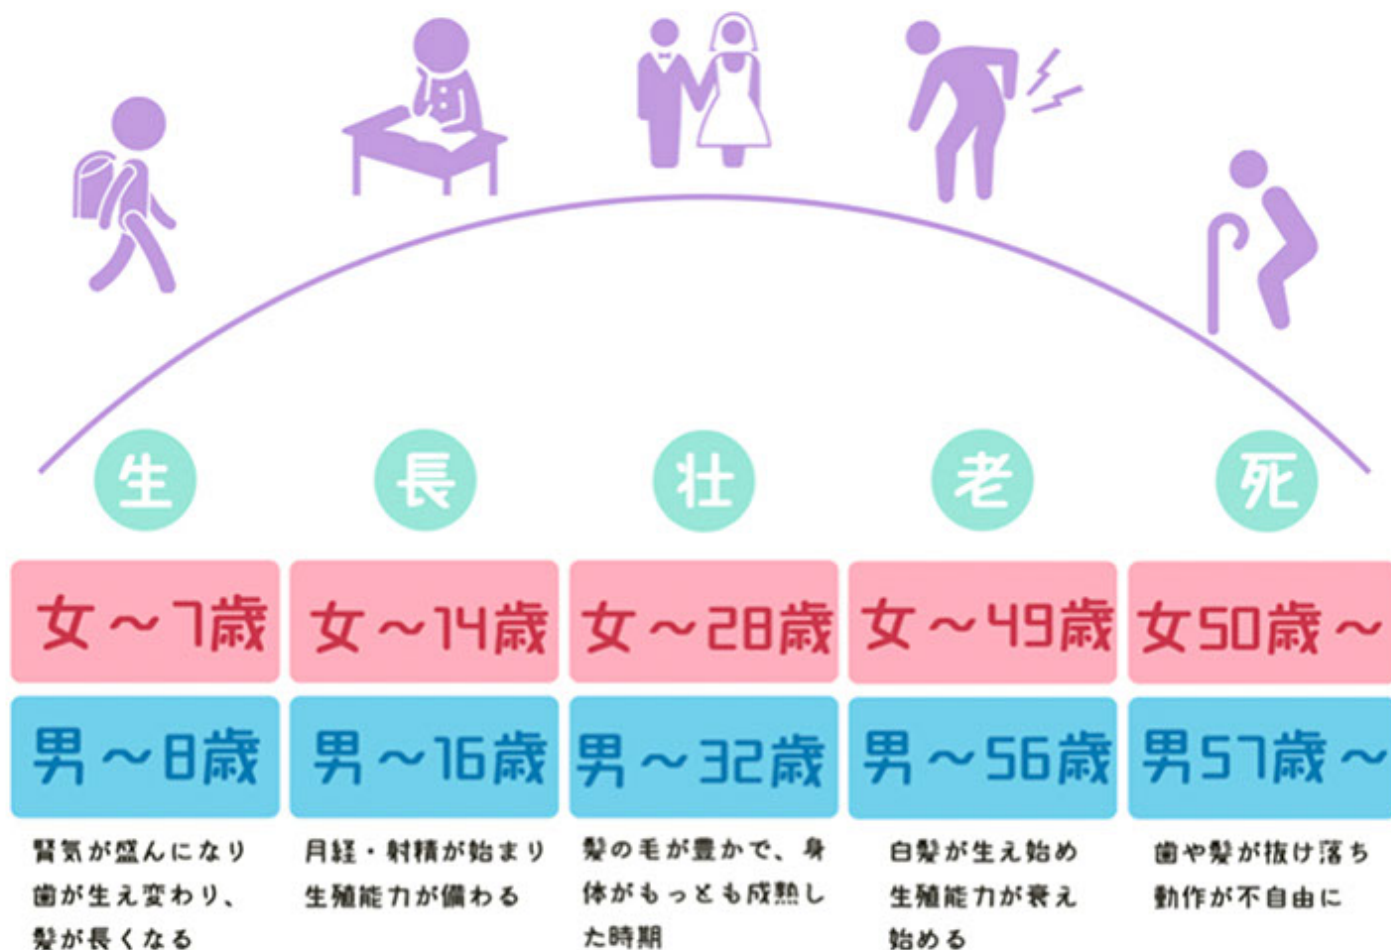 生
長
壮
老
死
女～7歳
女～14歳
女～28歳
女～49歳
女50歳～
男～8歳
男～16歳
男～32歳
男～56歳
男57歳～
腎気が盛んになり
歯が生え変わり、
髪が長くなる
月経・射精が始まり
生殖能力が備わる
髪の毛が豊かで、身
体がもっとも成熟し
た時期
白髪が生え始め
生殖能力が衰え
始める
歯や髪が抜け落ち
動作が不自由に